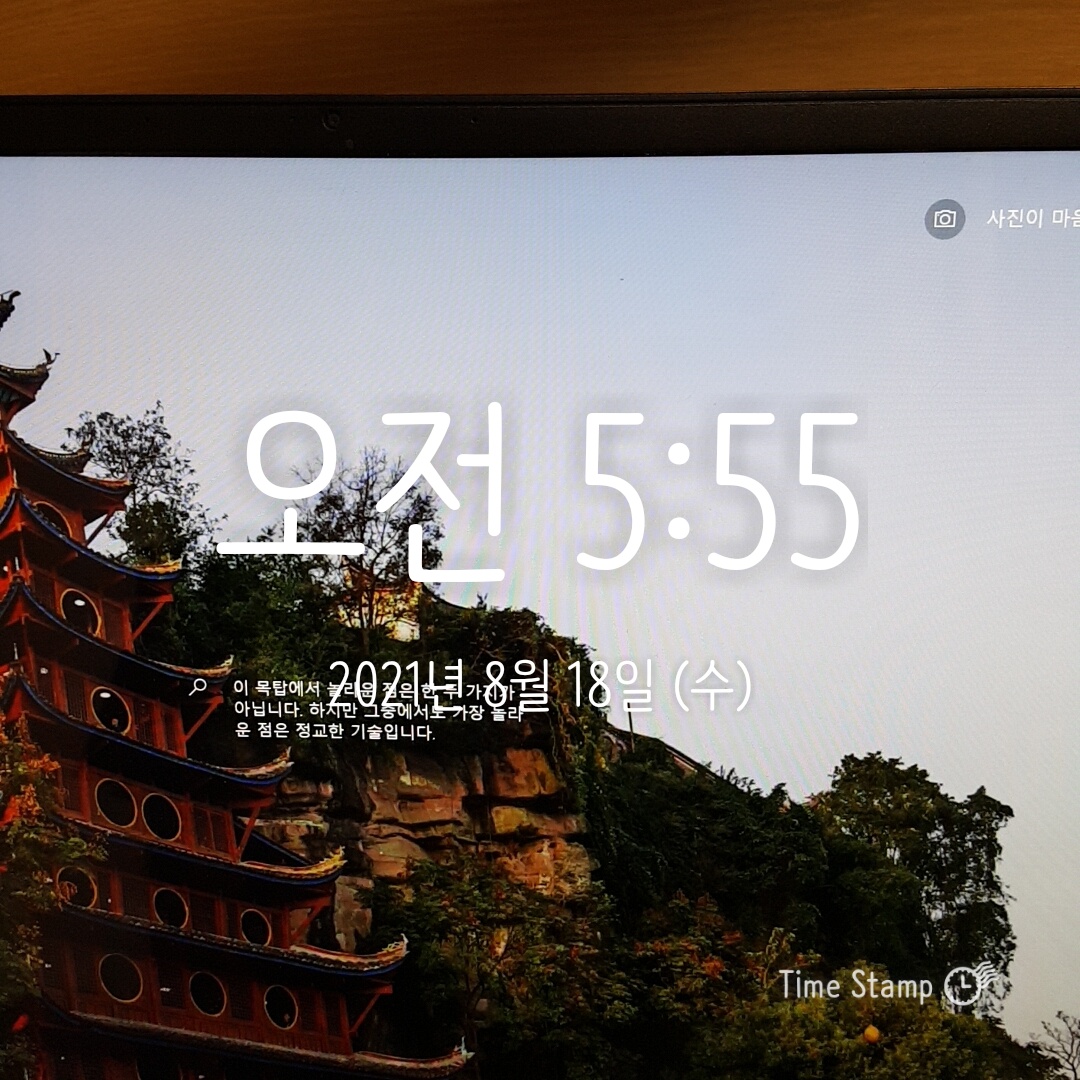 사진이 마음
오전 5:55
2021년 8월 18일 (수)
이 목탑에서 놀라운 점은 한 두 가지가
아닙니다. 하지만 그중에서도 가장 놀라
운 점은 정교한 기술입니다.
Time Stamp